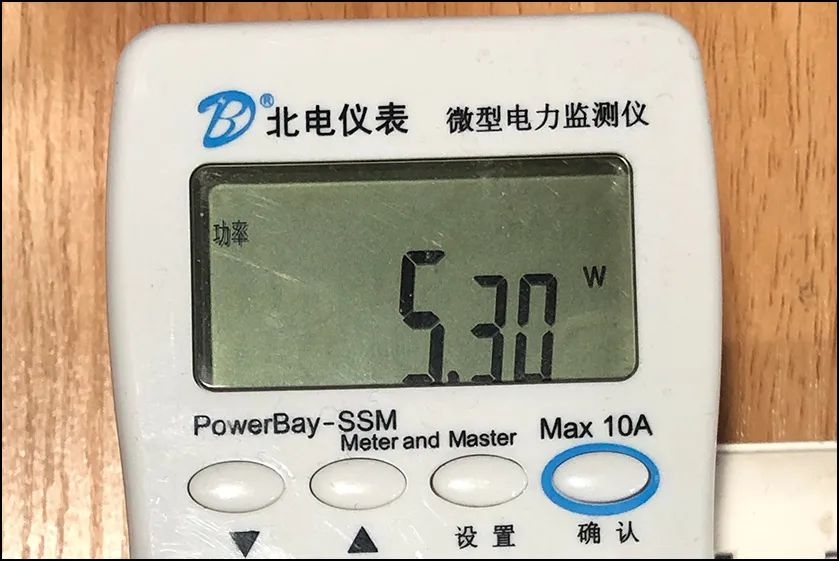 B® 北电仪表 微型电力监测仪
功率
5.30 W
PowerBay-SSM
Meter and Master
Max 10A
▼ ▲ 设置 确认